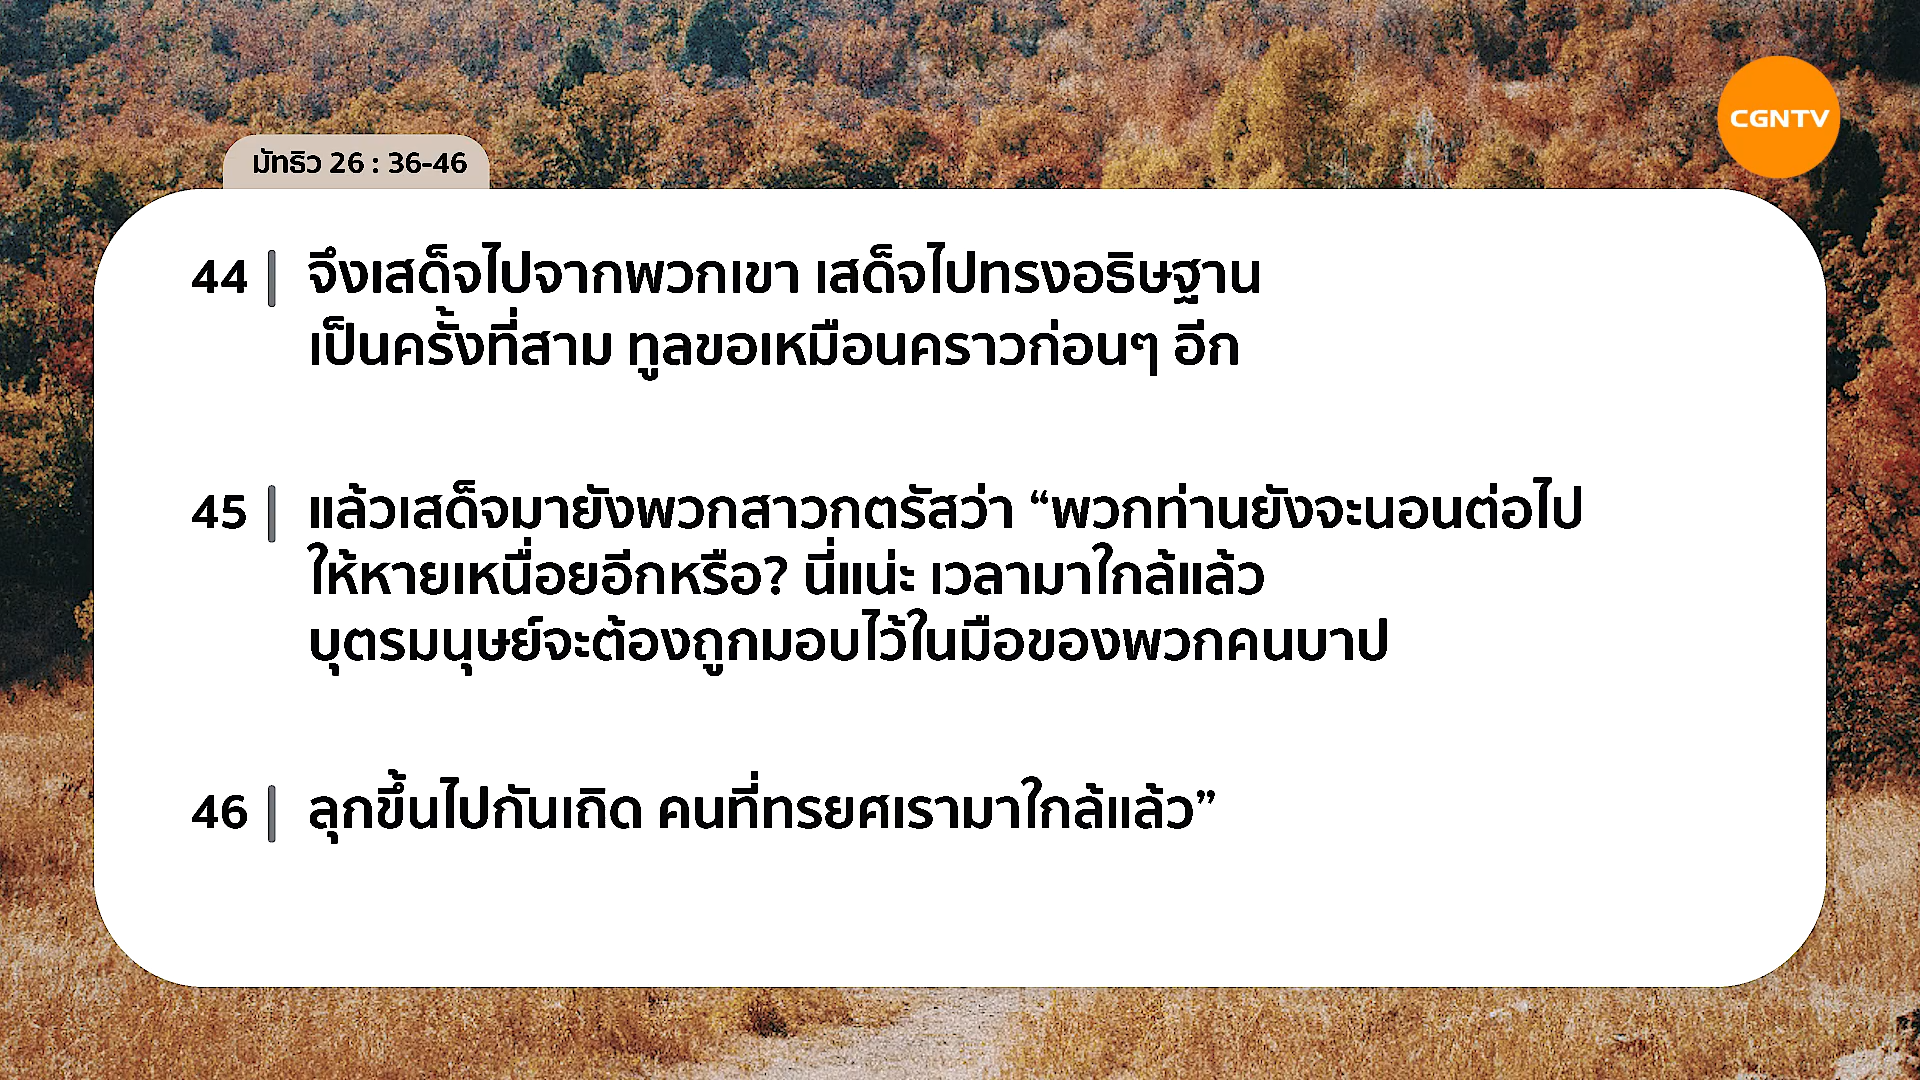 CGNTV
มัทธิว 26 : 36-46
44 จึงเสด็จไปจากพวกเขา เสด็จไปทรงอธิษฐาน
เป็นครั้งที่สาม ทูลขอเหมือนคราวก่อนๆ อีก
45 แล้วเสด็จมายังพวกสาวกตรัสว่า “พวกท่านยังจะนอนต่อไป
ให้หายเหนื่อยอีกหรือ? นี่แน่ะ เวลามาใกล้แล้ว
บุตรมนุษย์จะต้องถูกมอบไว้ในมือของพวกคนบาป
46 ลุกขึ้นไปกันเถิด คนที่ทรยศเรามาใกล้แล้ว”